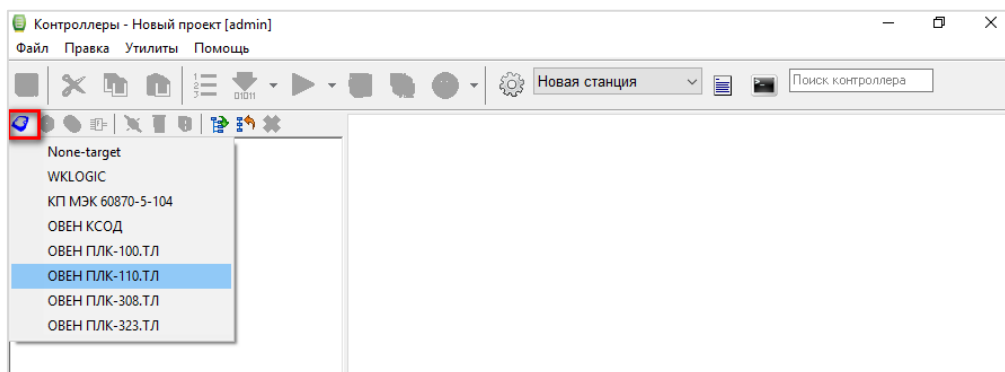 Контроллеры - Новый проект [admin]
Файл Правка Утилиты Помощь
Новая станция
Поиск контроллера
None-target
WKLOGIC
КП МЭК 60870-5-104
ОВЕН КСОД
ОВЕН ПЛК-100.ТЛ
ОВЕН ПЛК-110.ТЛ
ОВЕН ПЛК-308.ТЛ
ОВЕН ПЛК-323.ТЛ